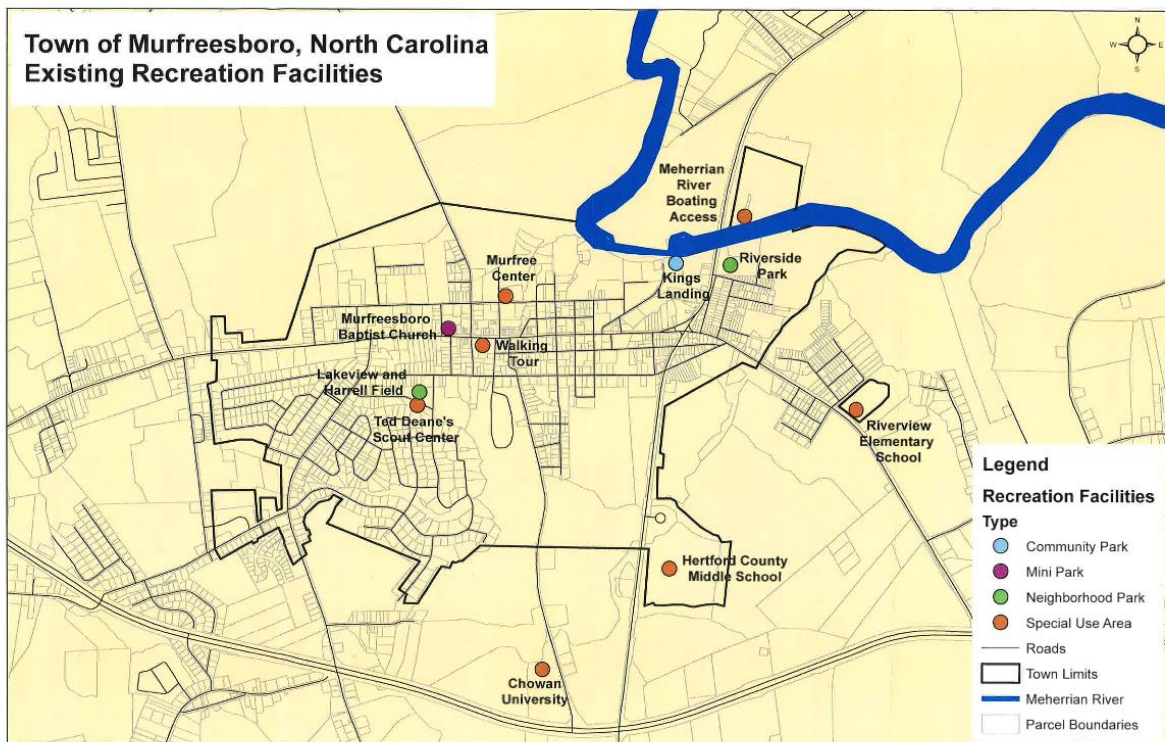 Town of Murfreesboro, North Carolina
Existing Recreation Facilities
N
W E
S
Meherrian
River
Boating
Access
Murfree
Center
Riverside
Park
Kings
Landing
Murfreesboro
Baptist Church
Walking
Tour
Lakeview and
Harrell Field
Ted Deane's
Scout Center
Riverview
Elementary
School
Hertford County
Middle School
Chowan
University
Legend
Recreation Facilities
Type
Community Park
Mini Park
Neighborhood Park
Special Use Area
Roads
Town Limits
Meherrian River
Parcel Boundaries